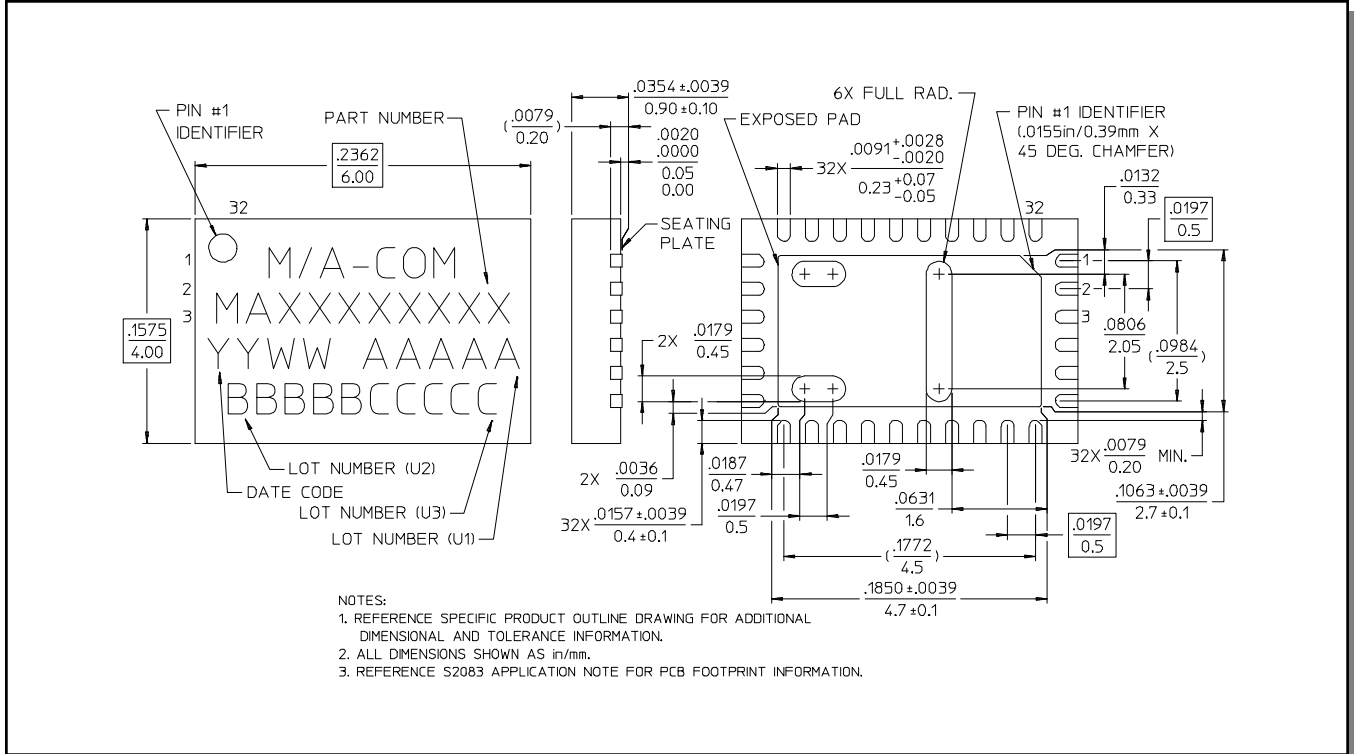 PIN #1
IDENTIFIER
PART NUMBER
.2362
6.00
32
.1575
4.00
1
2
3
M/A-COM
MAXXXXXXXXX
YYWW AAAAA
BBBBBCCCCC
LOT NUMBER (U2)
DATE CODE
LOT NUMBER (U3)
LOT NUMBER (U1)
.0354 ±.0039
0.90 ±0.10
(.0079
0.20)
.0020
.0000
0.05
0.00
SEATING
PLATE
EXPOSED PAD
6X FULL RAD.
32X .0091 +.0028
-.0020
0.23 +0.07
-0.05
PIN #1 IDENTIFIER
(.0155in/0.39mm X
45 DEG. CHAMFER)
.0132
0.33
.0197
0.5
32
1
2
3
2X .0179
0.45
.0806
2.05
(.0984
2.5)
2X .0036
0.09
32X .0157 ±.0039
0.4 ±0.1
.0187
0.47
.0197
0.5
.0179
0.45
.0631
1.6
32X .0079 MIN.
0.20
.1063 ±.0039
2.7 ±0.1
.0197
0.5
(.1772
4.5)
.1850 ±.0039
4.7 ±0.1
NOTES:
1. REFERENCE SPECIFIC PRODUCT OUTLINE DRAWING FOR ADDITIONAL
DIMENSIONAL AND TOLERANCE INFORMATION.
2. ALL DIMENSIONS SHOWN AS in/mm.
3. REFERENCE S2083 APPLICATION NOTE FOR PCB FOOTPRINT INFORMATION.